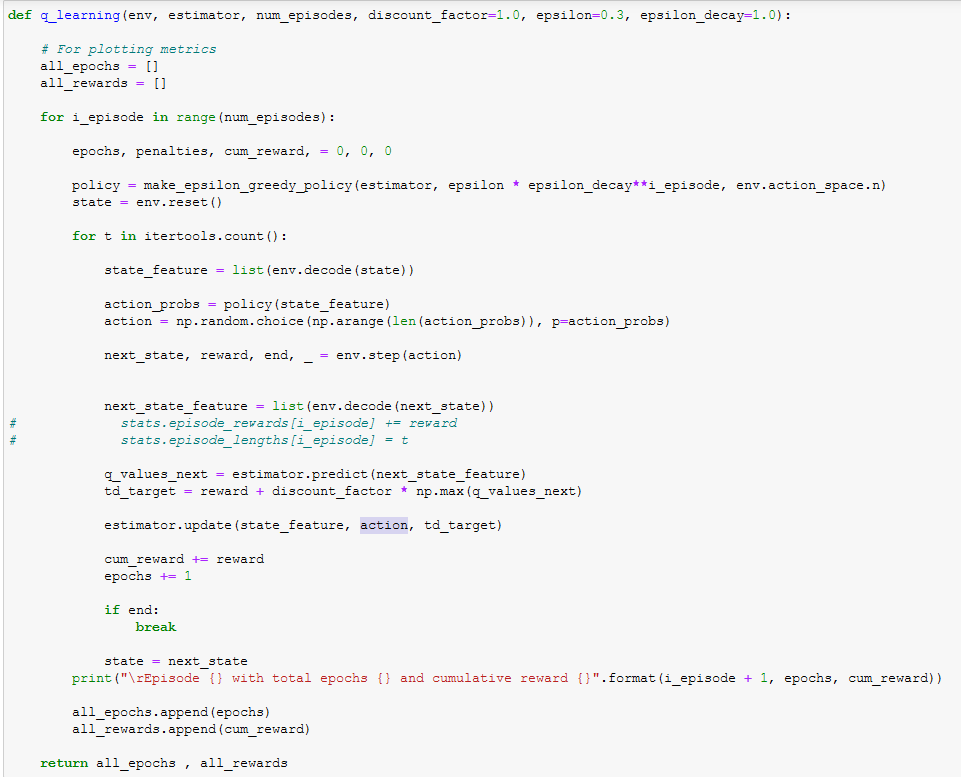 def q_learning(env, estimator, num_episodes, discount_factor=1.0, epsilon=0.3, epsilon_decay=1.0):
# For plotting metrics
all_epochs = []
all_rewards = []
for i_episode in range(num_episodes):
epochs, penalties, cum_reward, = 0, 0, 0
policy = make_epsilon_greedy_policy(estimator, epsilon * epsilon_decay**i_episode, env.action_space.n)
state = env.reset()
for t in itertools.count():
state_feature = list(env.decode(state))
action_probs = policy(state_feature)
action = np.random.choice(np.arange(len(action_probs)), p=action_probs)
next_state, reward, end, _ = env.step(action)
next_state_feature = list(env.decode(next_state))
# stats.episode_rewards[i_episode] += reward
# stats.episode_lengths[i_episode] = t
q_values_next = estimator.predict(next_state_feature)
td_target = reward + discount_factor * np.max(q_values_next)
estimator.update(state_feature, action, td_target)
cum_reward += reward
epochs += 1
if end:
break
state = next_state
print("\rEpisode {} with total epochs {} and cumulative reward {}".format(i_episode + 1, epochs, cum_reward))
all_epochs.append(epochs)
all_rewards.append(cum_reward)
return all_epochs , all_rewards